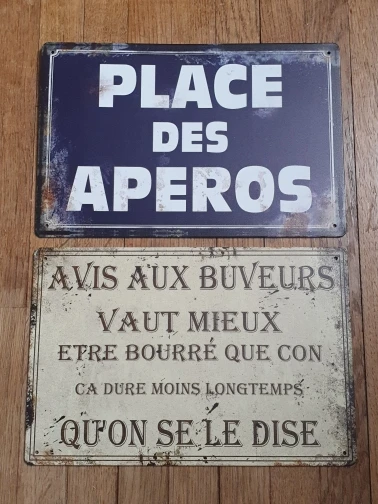 PLACE
DES
APEROS
AVIS AUX BUVEURS
VAUT MIEUX
ETRE BOURRÉ QUE CON
CA DURE MOINS LONGTEMPS
QU'ON SE LE DISE